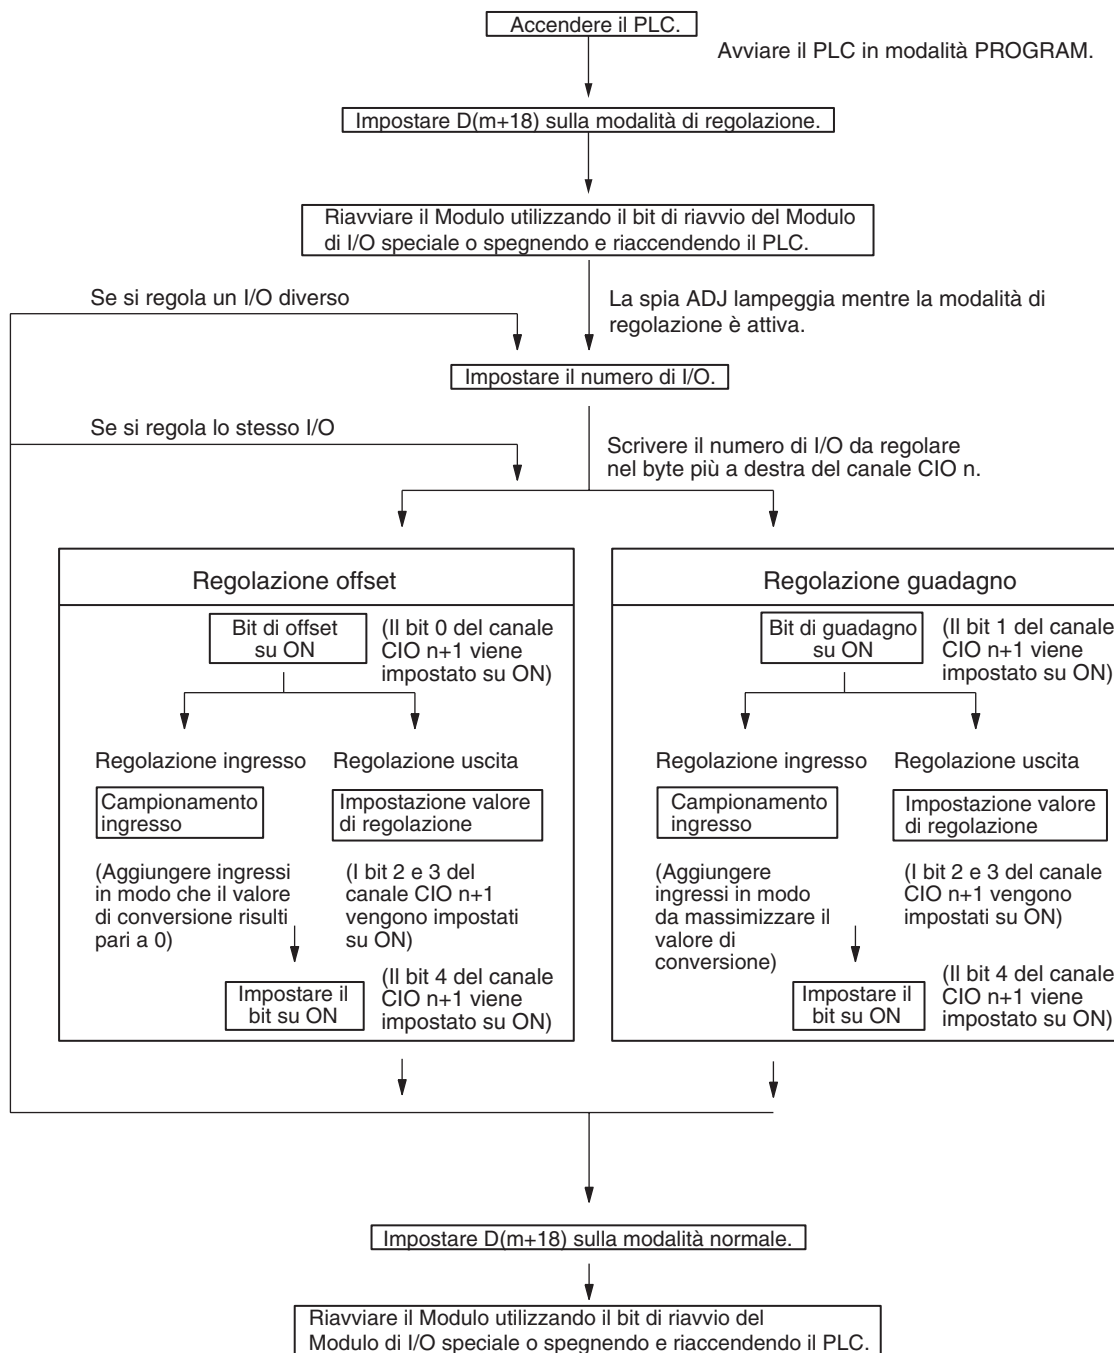 Accendere il PLC.
Avviare il PLC in modalità PROGRAM.
Impostare D(m+18) sulla modalità di regolazione.
Riavviare il Modulo utilizzando il bit di riavvio del Modulo
di I/O speciale o spegnendo e riaccendendo il PLC.
Se si regola un I/O diverso
La spia ADJ lampeggia mentre la modalità di
regolazione è attiva.
Impostare il numero di I/O.
Se si regola lo stesso I/O
Scrivere il numero di I/O da regolare
nel byte più a destra del canale CIO n.
Regolazione offset
Bit di offset
su ON
(Il bit 0 del canale
CIO n+1 viene
impostato su ON)
Regolazione ingresso
Campionamento
ingresso
(Aggiungere ingressi
in modo che il valore
di conversione risulti
pari a 0)
Regolazione uscita
Impostazione valore
di regolazione
(I bit 2 e 3 del
canale CIO n+1
vengono impostati
su ON)
Impostare il
bit su ON
(Il bit 4 del canale
CIO n+1 viene
impostato su ON)
Regolazione guadagno
Bit di guadagno
su ON
(Il bit 1 del canale
CIO n+1 viene
impostato su ON)
Regolazione ingresso
Campionamento
ingresso
(Aggiungere
ingressi in modo
da massimizzare il
valore di
conversione)
Regolazione uscita
Impostazione valore
di regolazione
(I bit 2 e 3 del canale
CIO n+1 vengono
impostati su ON)
Impostare il
bit su ON
(Il bit 4 del canale
CIO n+1 viene
impostato su ON)
Impostare D(m+18) sulla modalità normale.
Riavviare il Modulo utilizzando il bit di riavvio del
Modulo di I/O speciale o spegnendo e riaccendendo il PLC.